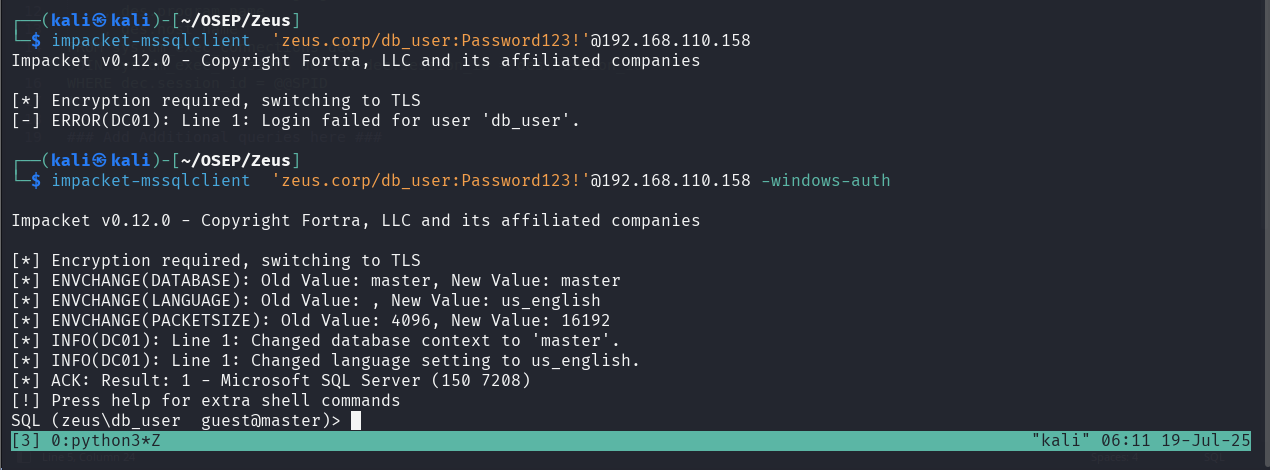 ┌──(kali㉿kali)-[~/OSEP/Zeus]
└─$ impacket-mssqlclient  'zeus.corp/db_user:Password123!'@192.168.110.158
Impacket v0.12.0 - Copyright Fortra, LLC and its affiliated companies
[*] Encryption required, switching to TLS
[-] ERROR(DC01): Line 1: Login failed for user 'db_user'.
┌──(kali㉿kali)-[~/OSEP/Zeus]
└─$ impacket-mssqlclient  'zeus.corp/db_user:Password123!'@192.168.110.158 -windows-auth
Impacket v0.12.0 - Copyright Fortra, LLC and its affiliated companies
[*] Encryption required, switching to TLS
[*] ENVCHANGE(DATABASE): Old Value: master, New Value: master
[*] ENVCHANGE(LANGUAGE): Old Value: , New Value: us_english
[*] ENVCHANGE(PACKETSIZE): Old Value: 4096, New Value: 16192
[*] INFO(DC01): Line 1: Changed database context to 'master'.
[*] INFO(DC01): Line 1: Changed language setting to us_english.
[*] ACK: Result: 1 - Microsoft SQL Server (150 7208)
[!] Press help for extra shell commands
SQL (zeus\db_user  guest@master)>
[3] 0:python3*Z "kali" 06:11 19-Jul-25